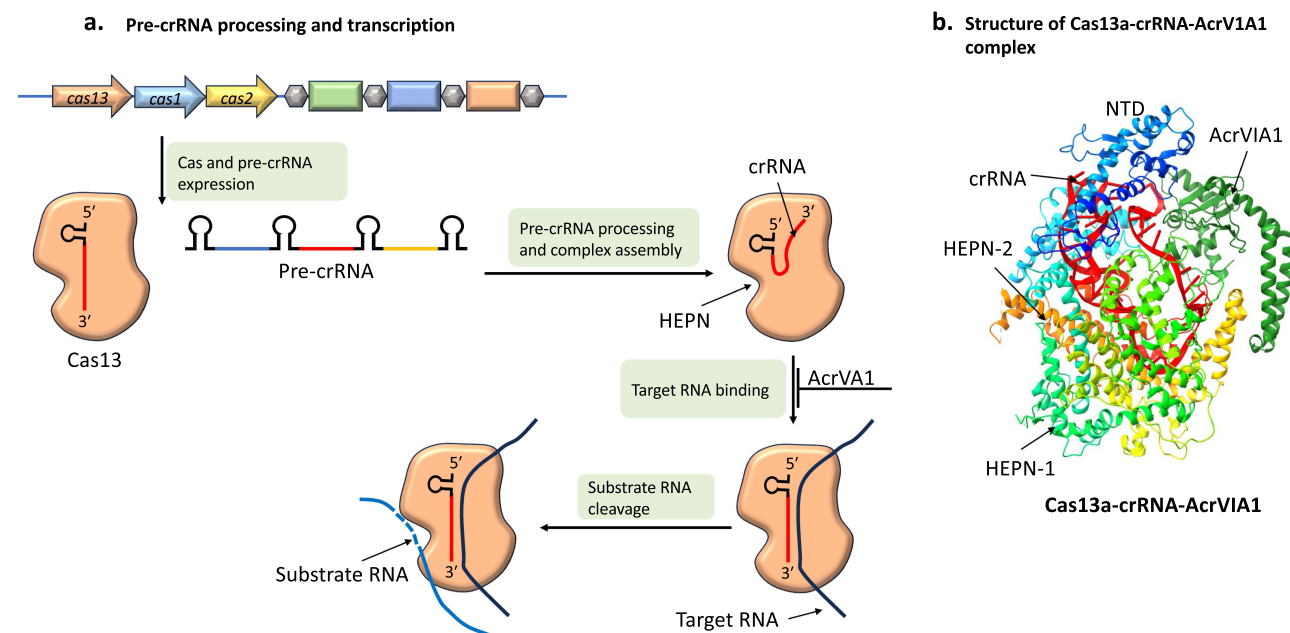 a. Pre-crRNA processing and transcription
cas13
cas1
cas2
Cas and pre-crRNA
expression
5′
3′
Cas13
Pre-crRNA
Pre-crRNA processing
and complex assembly
crRNA
5′
3′
HEPN
Target RNA binding
AcrVA1
5′
3′
Target RNA
Substrate RNA
cleavage
5′
3′
Substrate RNA
b. Structure of Cas13a-crRNA-AcrV1A1
complex
NTD
AcrVIA1
crRNA
HEPN-2
HEPN-1
Cas13a-crRNA-AcrVIA1